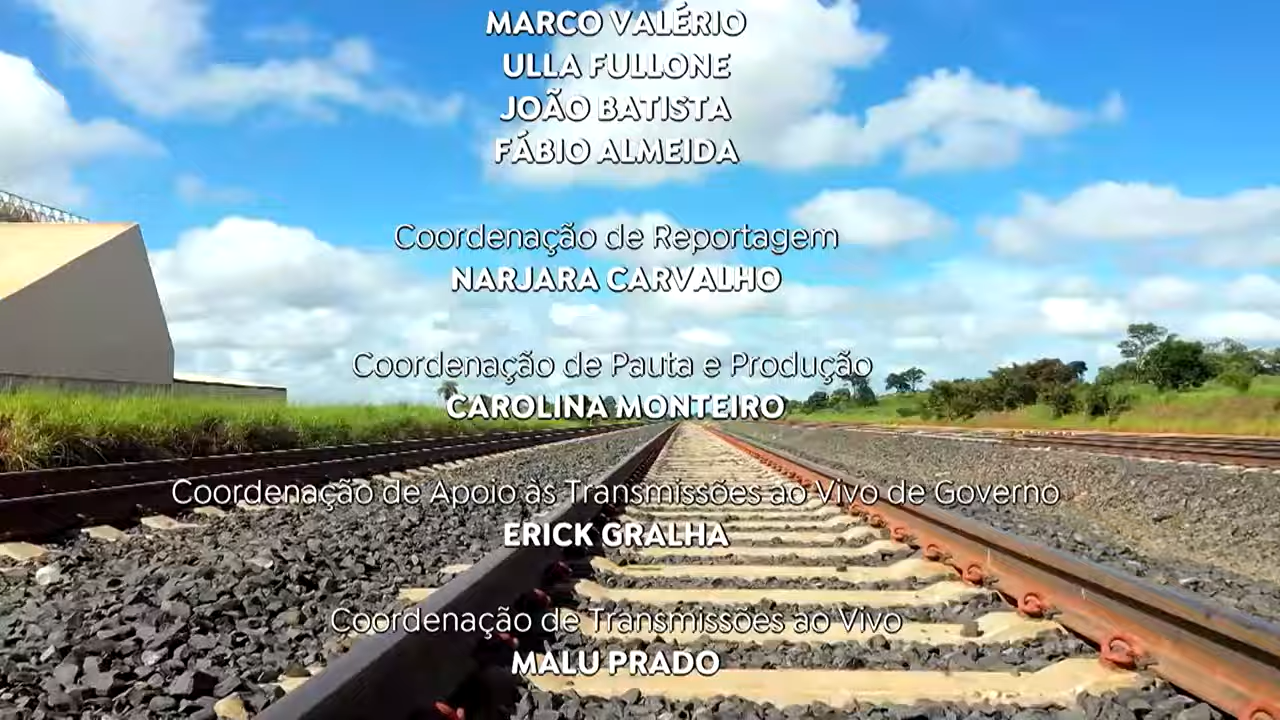 MARCO VALÉRIO
ULLA FULLONE
JOÃO BATISTA
FÁBIO ALMEIDA
Coordenação de Reportagem
NARJARA CARVALHO
Coordenação de Pauta e Produção
CAROLINA MONTEIRO
Coordenação de Apoio às Transmissões ao Vivo de Governo
ERICK GRALHA
Coordenação de Transmissões ao Vivo
MALU PRADO